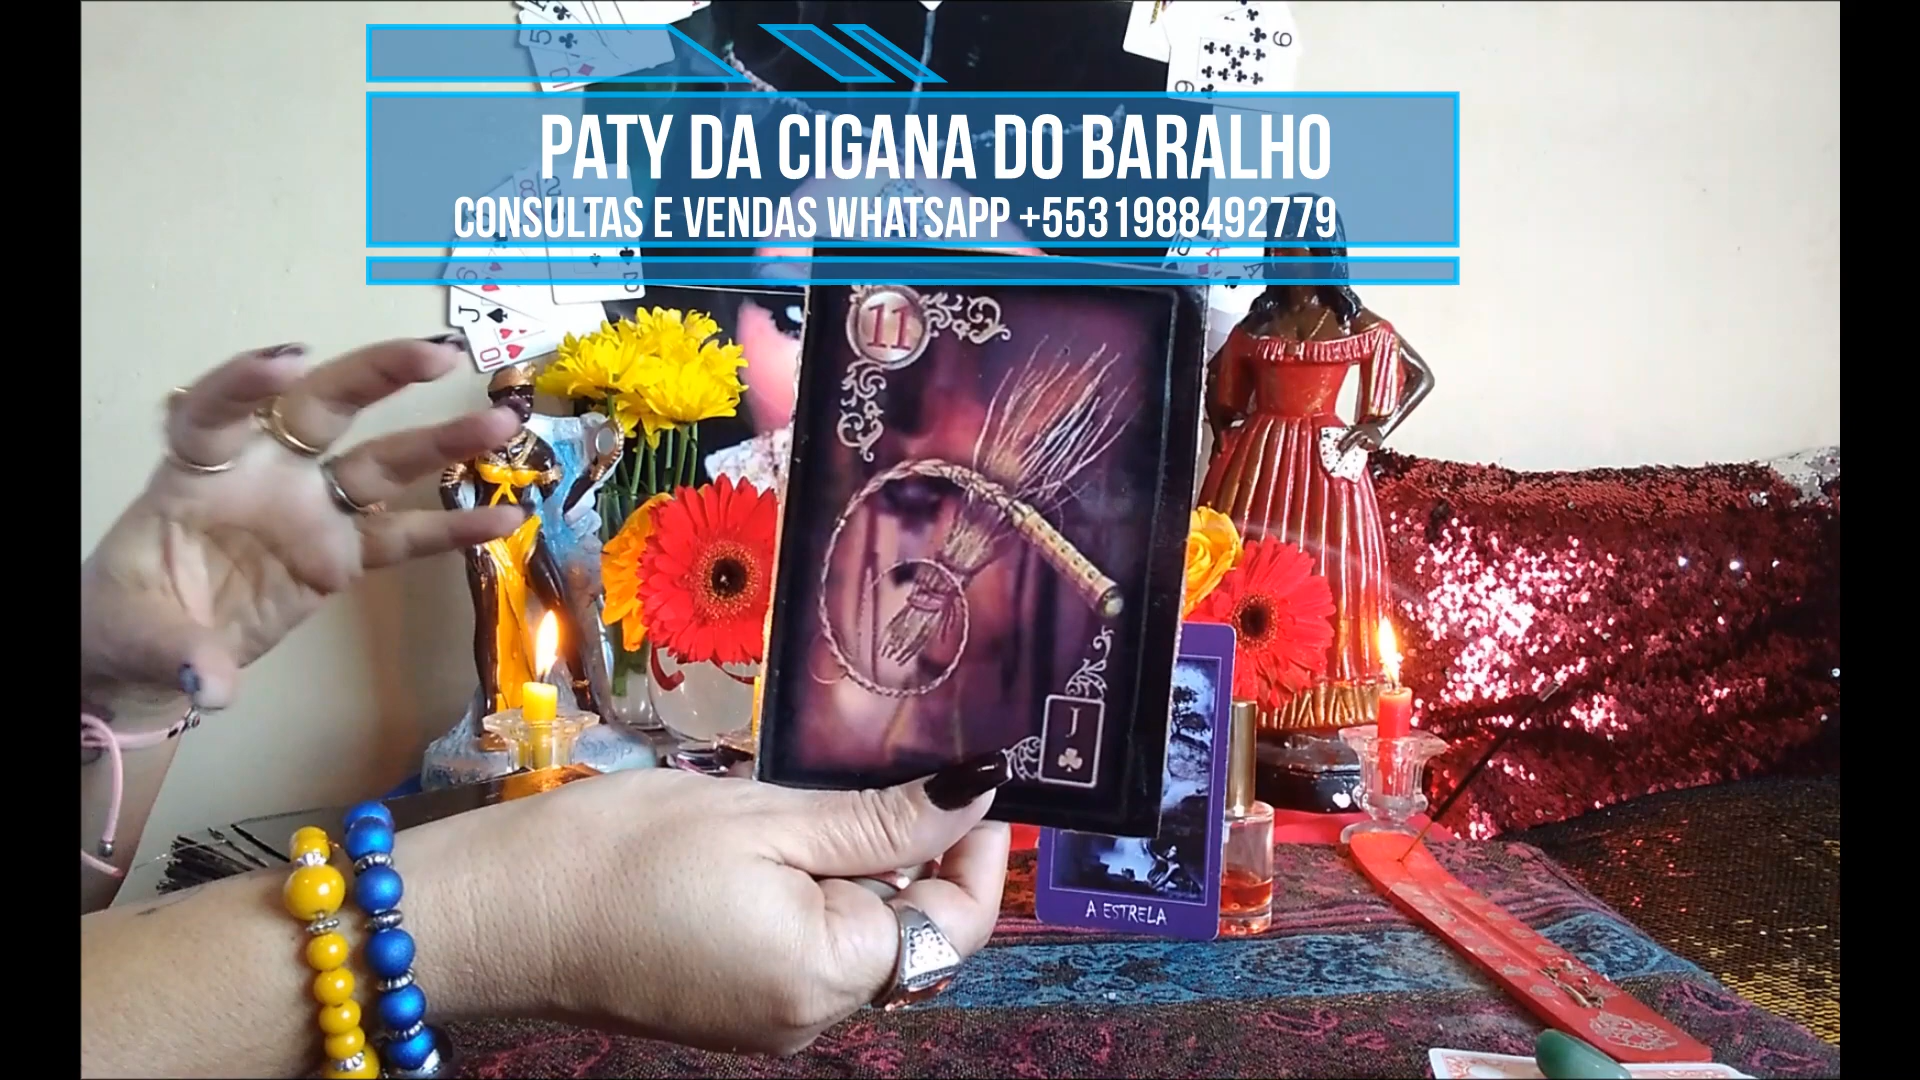 PATY DA CIGANA DO BARALHO
CONSULTAS E VENDAS WHATSAPP +5531988492779
11
J
A ESTRELA